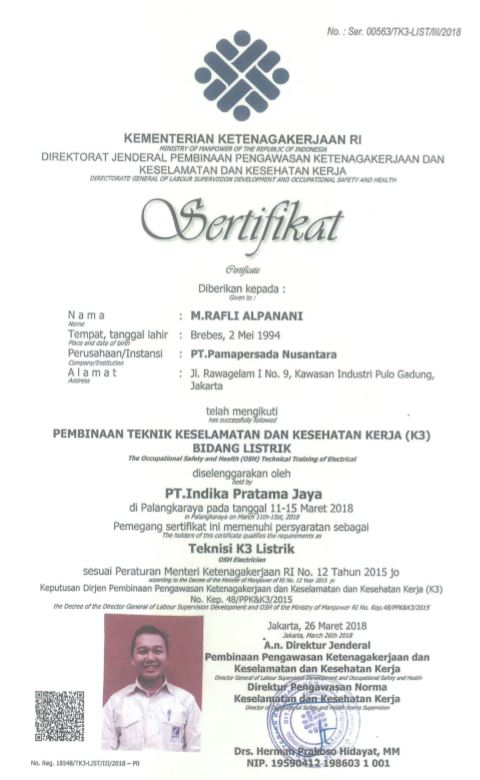 No. : Ser. 00563/TK3-LIST/III/2018
KEMENTERIAN KETENAGAKERJAAN RI
MINISTRY OF MANPOWER OF THE REPUBLIC OF INDONESIA
DIREKTORAT JENDERAL PEMBINAAN PENGAWASAN KETENAGAKERJAAN DAN
KESELAMATAN DAN KESEHATAN KERJA
DIRECTORATE GENERAL OF LABOUR SUPERVISION DEVELOPMENT AND OCCUPATIONAL SAFETY AND HEALTH
Sertifikat
Certificate
Diberikan kepada :
Given to :
Nama : M.RAFLI ALPANANI
Name
Tempat, tanggal lahir : Brebes, 2 Mei 1994
Place and date of birth
Perusahaan/Instansi : PT.Pamapersada Nusantara
Company/Institution
Alamat : Jl. Rawagelam I No. 9, Kawasan Industri Pulo Gadung,
Address
Jakarta
telah mengikuti
has successfully followed
PEMBINAAN TEKNIK KESELAMATAN DAN KESEHATAN KERJA (K3)
BIDANG LISTRIK
The Occupational Safety and Health (OSH) Technical Training of Electrical
diselenggarakan oleh
held by
PT.Indika Pratama Jaya
di Palangkaraya pada tanggal 11-15 Maret 2018
in Palangkaraya on March 11th-15st, 2018
Pemegang sertifikat ini memenuhi persyaratan sebagai
The holders of this certificate qualifies the requirements as
Teknisi K3 Listrik
OSH Electrician
sesuai Peraturan Menteri Ketenagakerjaan RI No. 12 Tahun 2015 jo
according to the Decree of the Minister of Manpower of RI No. 12 Year 2015 jo
Keputusan Dirjen Pembinaan Pengawasan Ketenagakerjaan dan Keselamatan dan Kesehatan Kerja (K3)
No. Kep. 48/PPK&K3/2015
the Decree of the Director General of Labour Supervision Development and OSH of the Ministry of Manpower RI No. Kep.48/PPK&K3/2015
Jakarta, 26 Maret 2018
Jakarta, March 26th 2018
A.n. Direktur Jenderal
Pembinaan Pengawasan Ketenagakerjaan dan
Keselamatan dan Kesehatan Kerja
Director General of Labour Supervision Development and Occupational Safety and Health
Direktur Pengawasan Norma
Keselamatan dan Kesehatan Kerja
Director of Occupational Safety and Health Norms Supervision
Drs. Herman Prakoso Hidayat, MM
NIP. 19590412 198603 1 001
No. Reg. 18548/TK3-LIST/III/2018 – P0